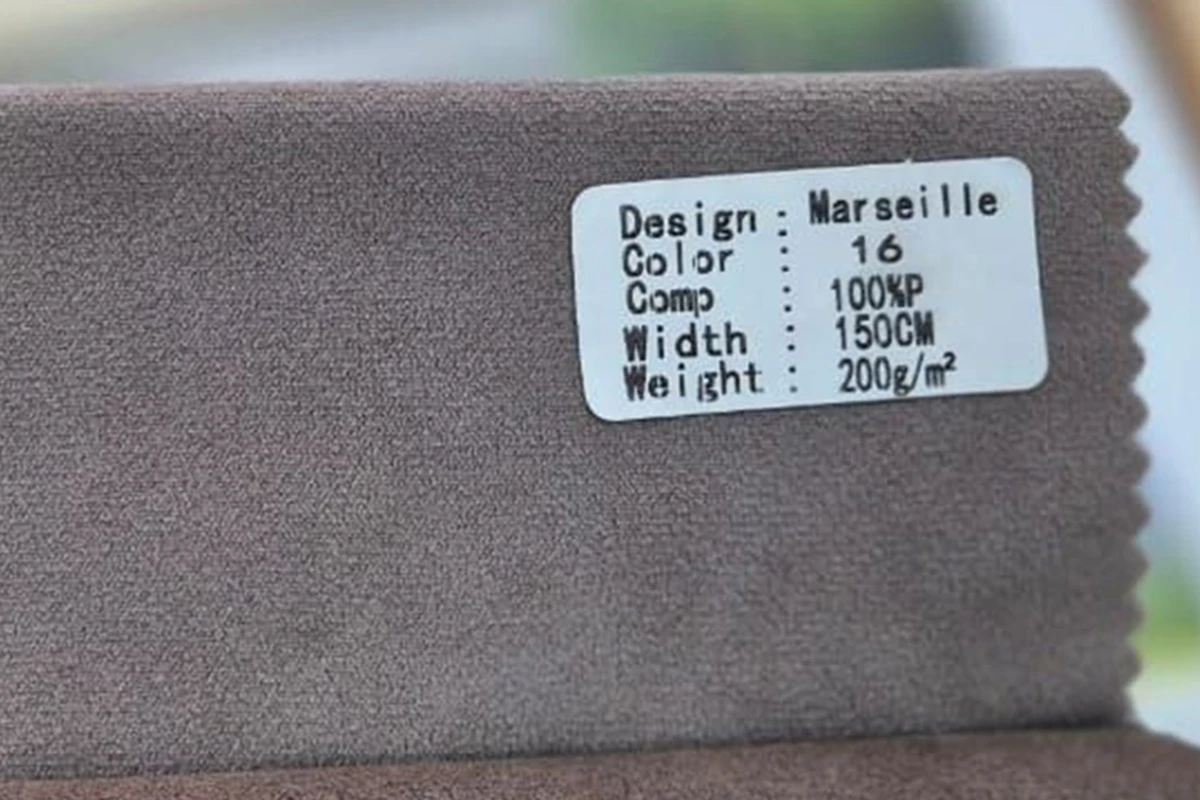 Design : Marseille
Color : 16
Comp : 100%P
Width : 150CM
Weight : 200g/m²